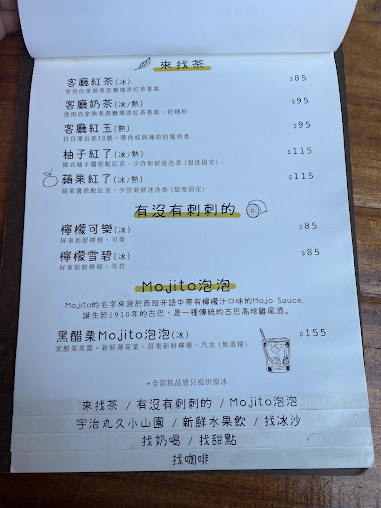 來找茶
客廳紅茶(冰) $85
使用自家熬煮蔗糖增添紅茶香氣
客廳奶茶(冰/熱) $95
使用自家熬煮蔗糖增添紅茶香氣、奶精粉
客廳紅玉(冰/熱) $95
日月潭台茶18號，帶肉桂與薄荷的獨特香
柚子紅了(冰/熱) $115
韓式柚子醬搭配紅茶、少許新鮮迷迭香(甜度固定)
蘋果紅了(冰/熱) $115
蘋果醬搭配紅茶、少許新鮮迷迭香(甜度固定)
有沒有刺刺的
檸檬可樂(冰) $85
屏東新鮮檸檬、可樂
檸檬雪碧(冰) $85
屏東新鮮檸檬、雪碧
Mojito泡泡
Mojito的名字來源於西班牙語中帶有檸檬汁口味的Mojo Sauce,
誕生於1910年的古巴，是一種傳統的古巴高球雞尾酒。
黑醋栗Mojito泡泡(冰) $155
黑醋栗果露、新鮮薄荷葉、屏東新鮮檸檬、汽水(無酒精)
*全部飲品皆只提供微冰
來找茶 / 有沒有刺刺的 / Mojito泡泡
宇治丸久小山園 / 新鮮水果飲 / 找冰沙
找奶喝 / 找甜點
找咖啡